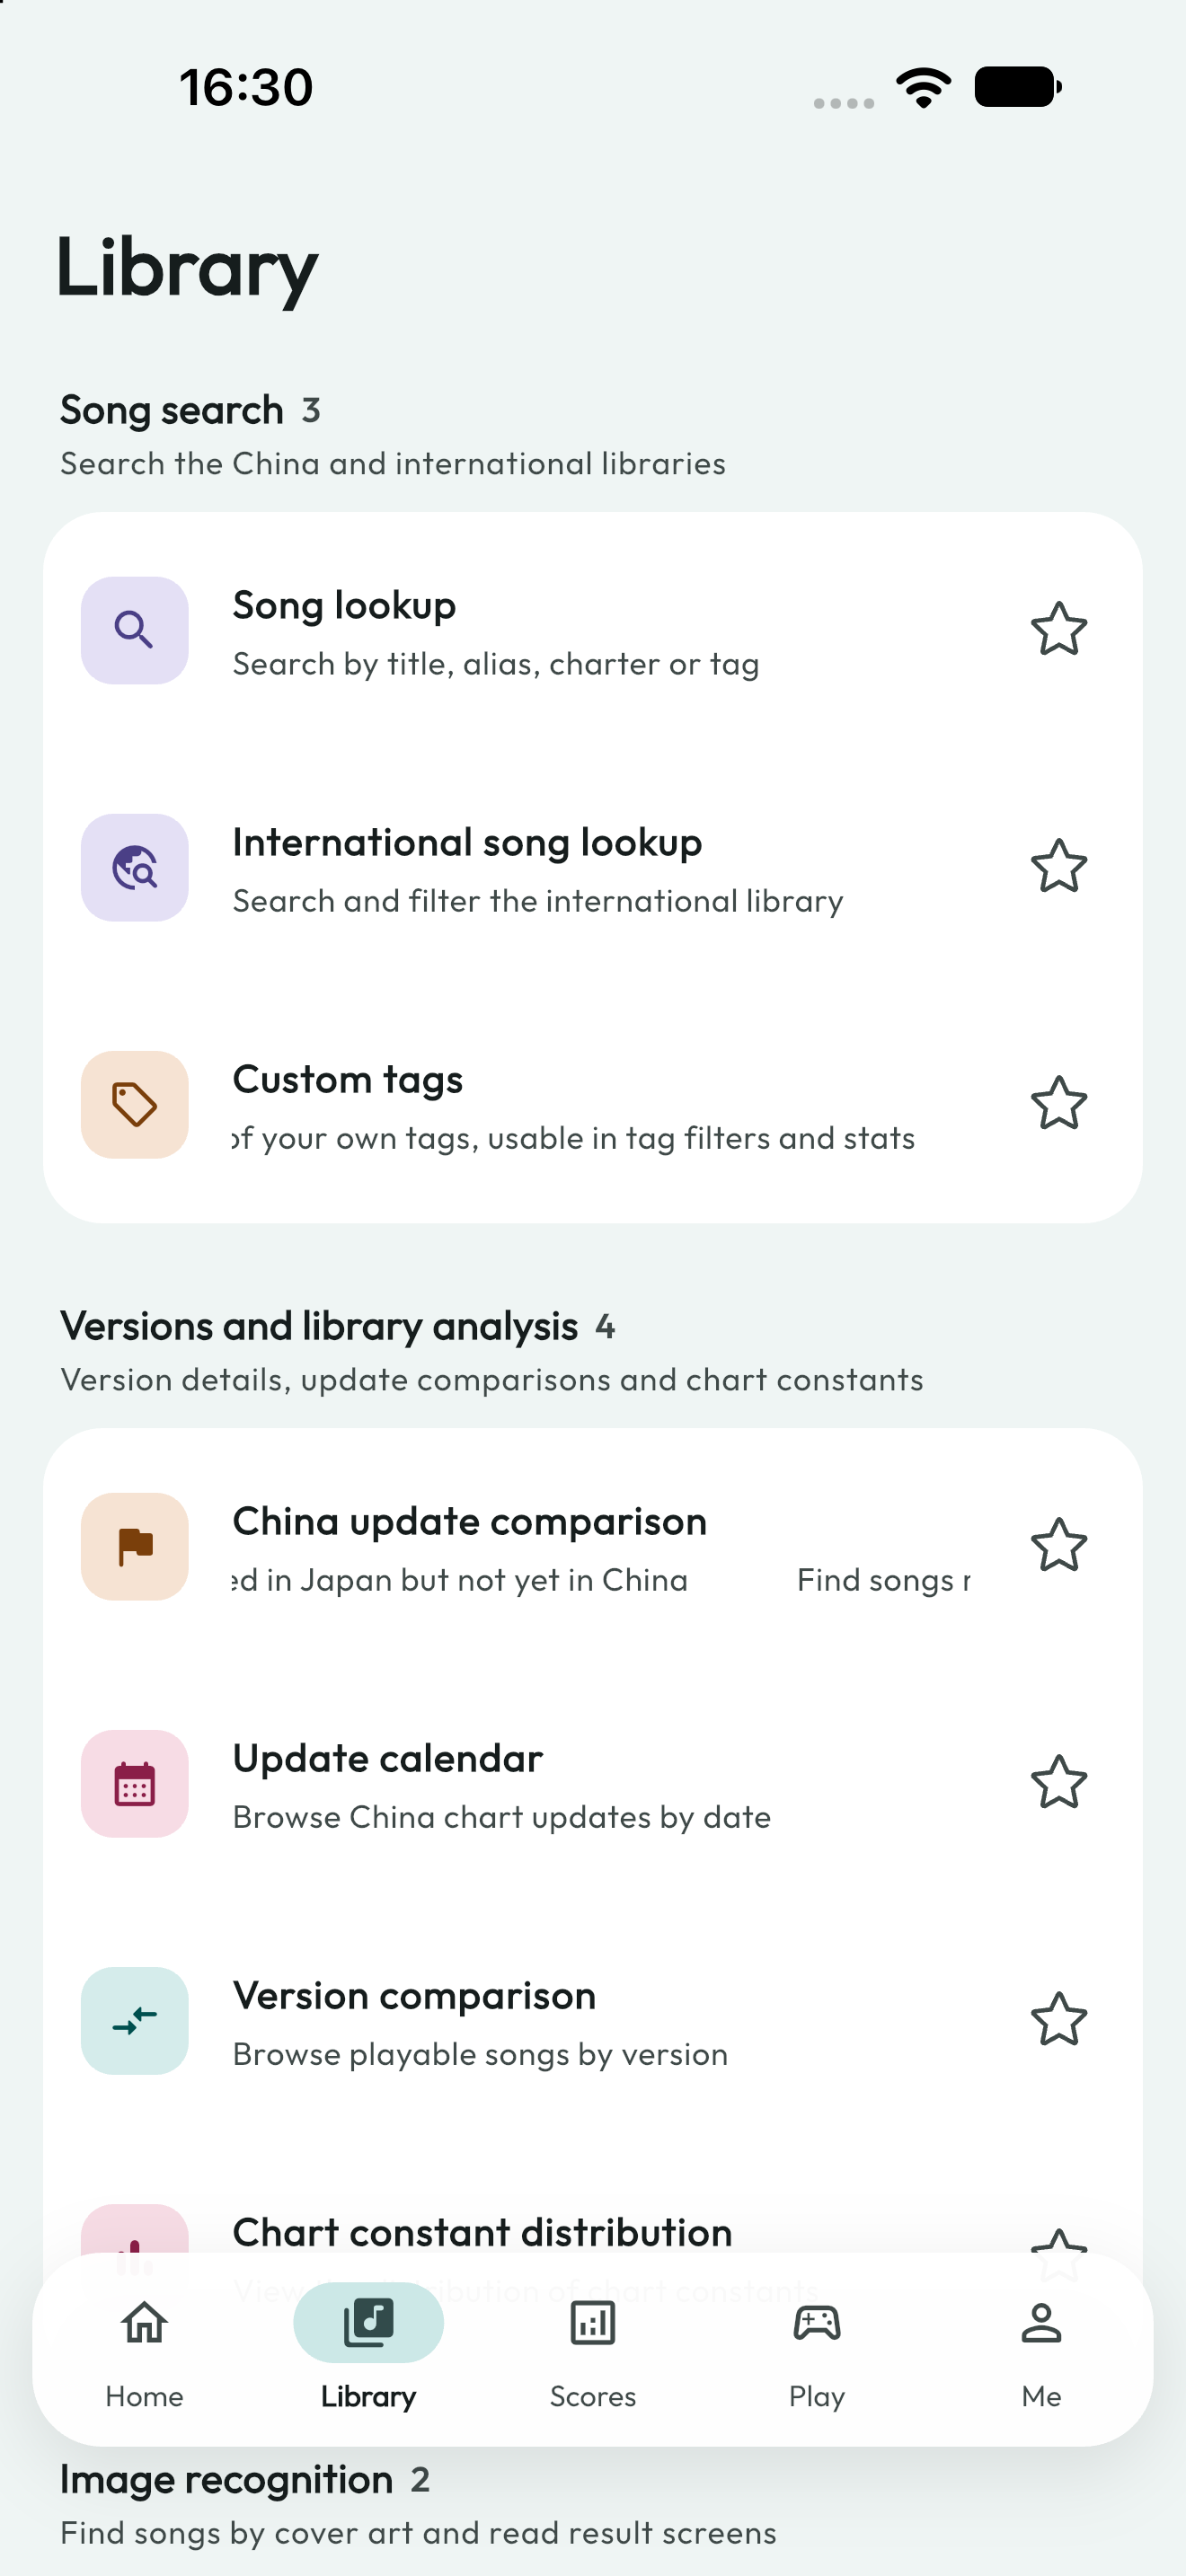 16:30
Library
Song search 3
Search the China and international libraries
Song lookup
Search by title, alias, charter or tag
International song lookup
Search and filter the international library
Custom tags
of your own tags, usable in tag filters and stats
Versions and library analysis 4
Version details, update comparisons and chart constants
China update comparison
ed in Japan but not yet in China Find songs
Update calendar
Browse China chart updates by date
Version comparison
Browse playable songs by version
Chart constant distribution
View distribution of chart constants
Home
Library
Scores
Play
Me
Image recognition 2
Find songs by cover art and read result screens